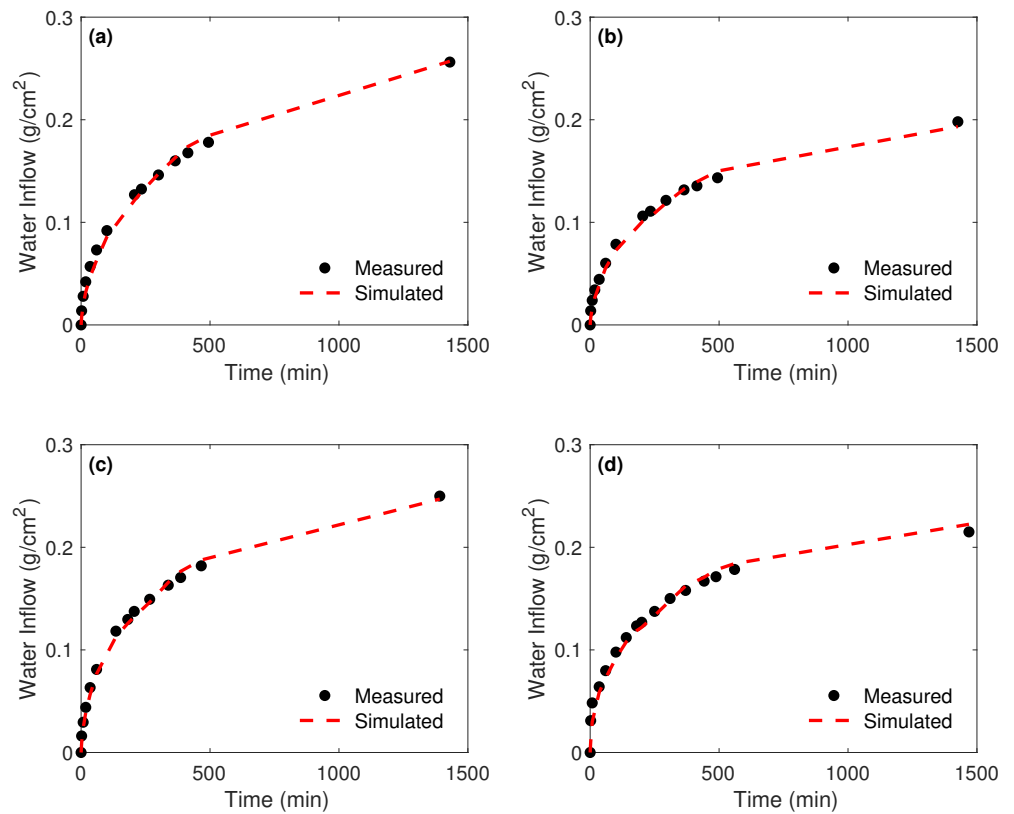 (a)
0.3
0.2
0.1
0
Water Inflow (g/cm²)
Measured
Simulated
0 500 1000 1500
Time (min)
(b)
0.3
0.2
0.1
0
Water Inflow (g/cm²)
Measured
Simulated
0 500 1000 1500
Time (min)
(c)
0.3
0.2
0.1
0
Water Inflow (g/cm²)
Measured
Simulated
0 500 1000 1500
Time (min)
(d)
0.3
0.2
0.1
0
Water Inflow (g/cm²)
Measured
Simulated
0 500 1000 1500
Time (min)